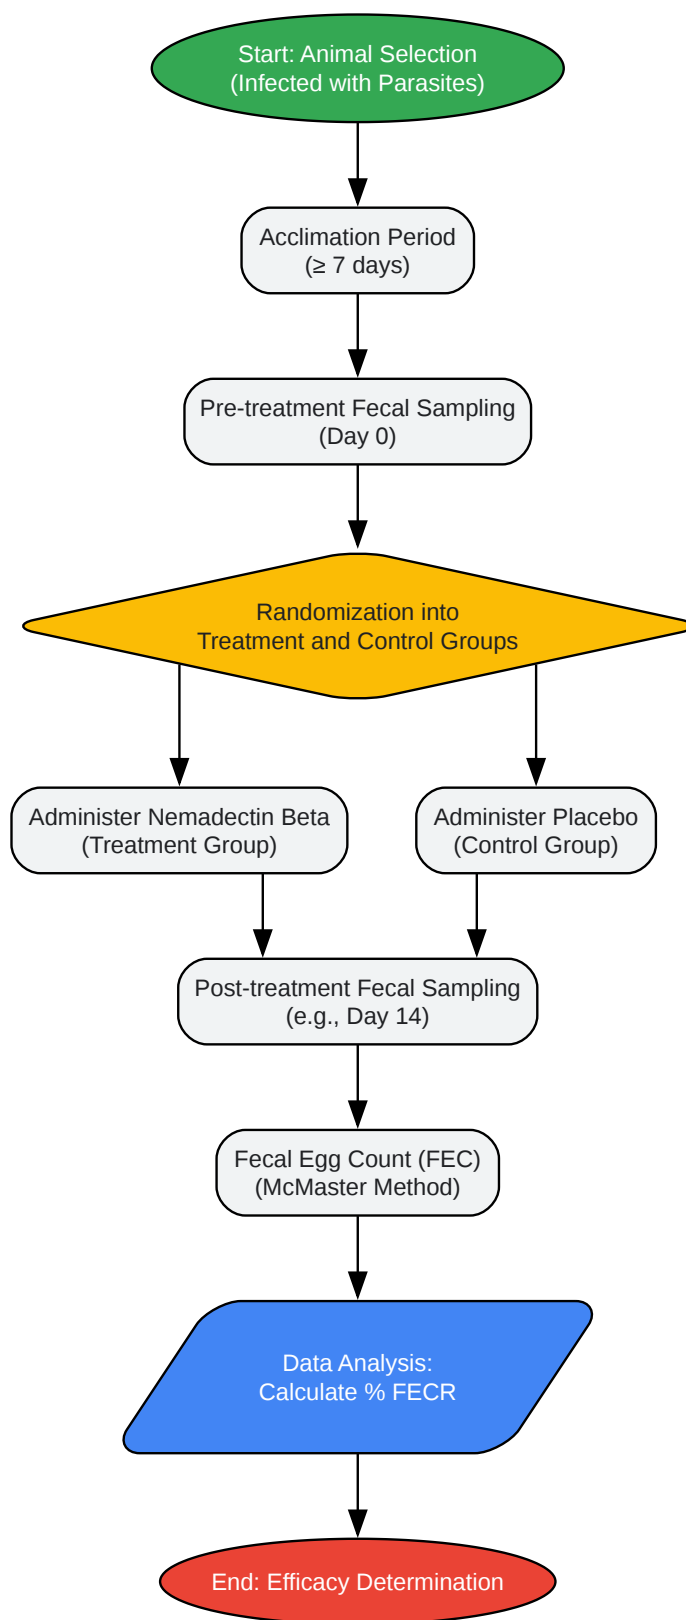 Start: Animal Selection
(Infected with Parasites)
Acclimation Period
(≥ 7 days)
Pre-treatment Fecal Sampling
(Day 0)
Randomization into
Treatment and Control Groups
Administer Nemadectin Beta
(Treatment Group)
Administer Placebo
(Control Group)
Post-treatment Fecal Sampling
(e.g., Day 14)
Fecal Egg Count (FEC)
(McMaster Method)
Data Analysis:
Calculate % FECR
End: Efficacy Determination